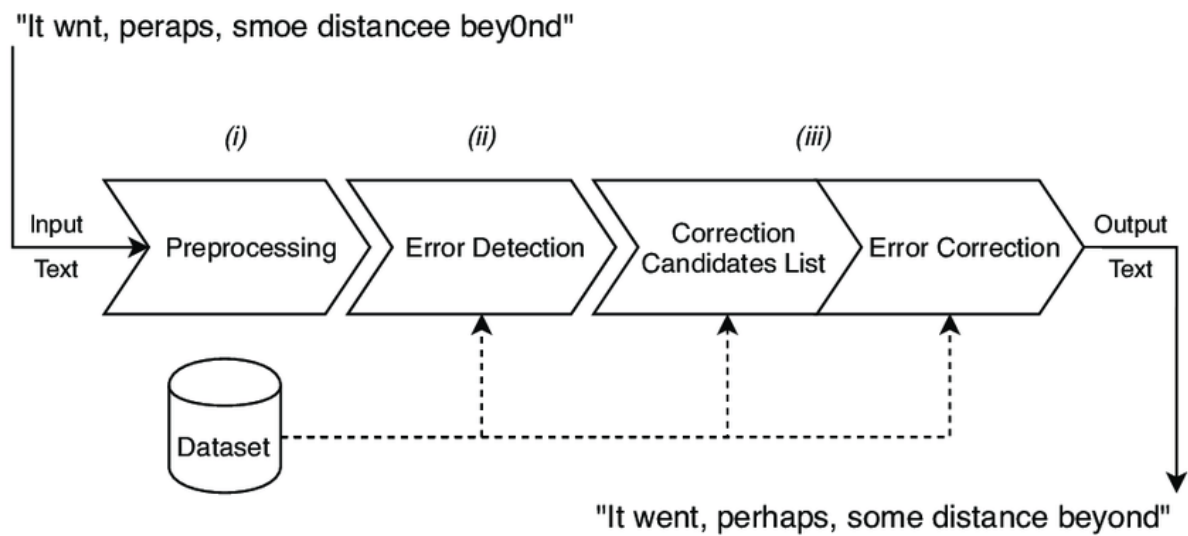 "It wnt, peraps, smoe distancee bey0nd"
(i)
(ii)
(iii)
Input
Text
Preprocessing
Error Detection
Correction
Candidates List
Error Correction
Output
Text
Dataset
"It went, perhaps, some distance beyond"